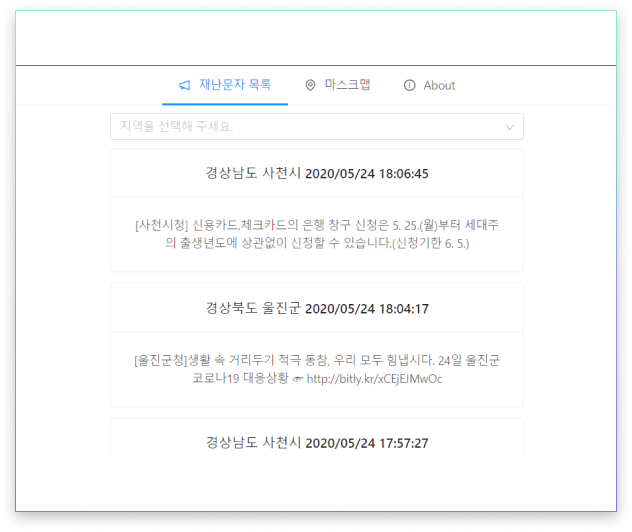 재난문자 목록 마스크맵 About
지역을 선택해 주세요.
경상남도 사천시 2020/05/24 18:06:45
[사천시청] 신용카드,체크카드의 은행 창구 신청은 5. 25.(월)부터 세대주
의 출생년도에 상관없이 신청할 수 있습니다.(신청기한 6. 5.)
경상북도 울진군 2020/05/24 18:04:17
[울진군청]생활 속 거리두기 적극 동참, 우리 모두 힘냅시다. 24일 울진군
코로나19 대응상황 ☞ http://bitly.kr/xCEjEJMwOc
경상남도 사천시 2020/05/24 17:57:27